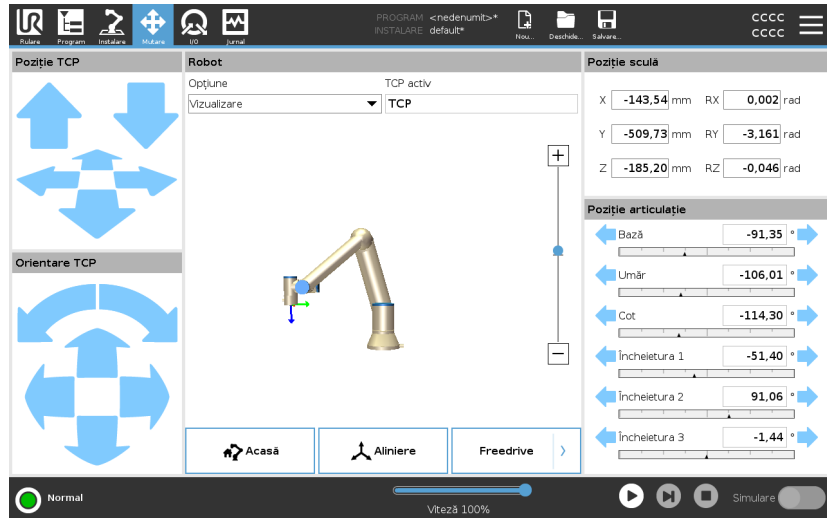 PROGRAM <nedenumit>*
INSTALARE default*
CCCC
CCCC
Rulare Program Instalare Mutare I/O Jurnal Nou... Deschide... Salvare...
Poziție TCP
Robot
Opțiune TCP activ
Vizualizare TCP
Orientare TCP
Acasă Aliniere Freedrive
Poziție sculă
X -143,54 mm RX 0,002 rad
Y -509,73 mm RY -3,161 rad
Z -185,20 mm RZ -0,046 rad
Poziție articulație
Bază -91,35 °
Umăr -106,01 °
Cot -114,30 °
Încheietura 1 -51,40 °
Încheietura 2 91,06 °
Încheietura 3 -1,44 °
Normal
Viteză 100%
Simulare